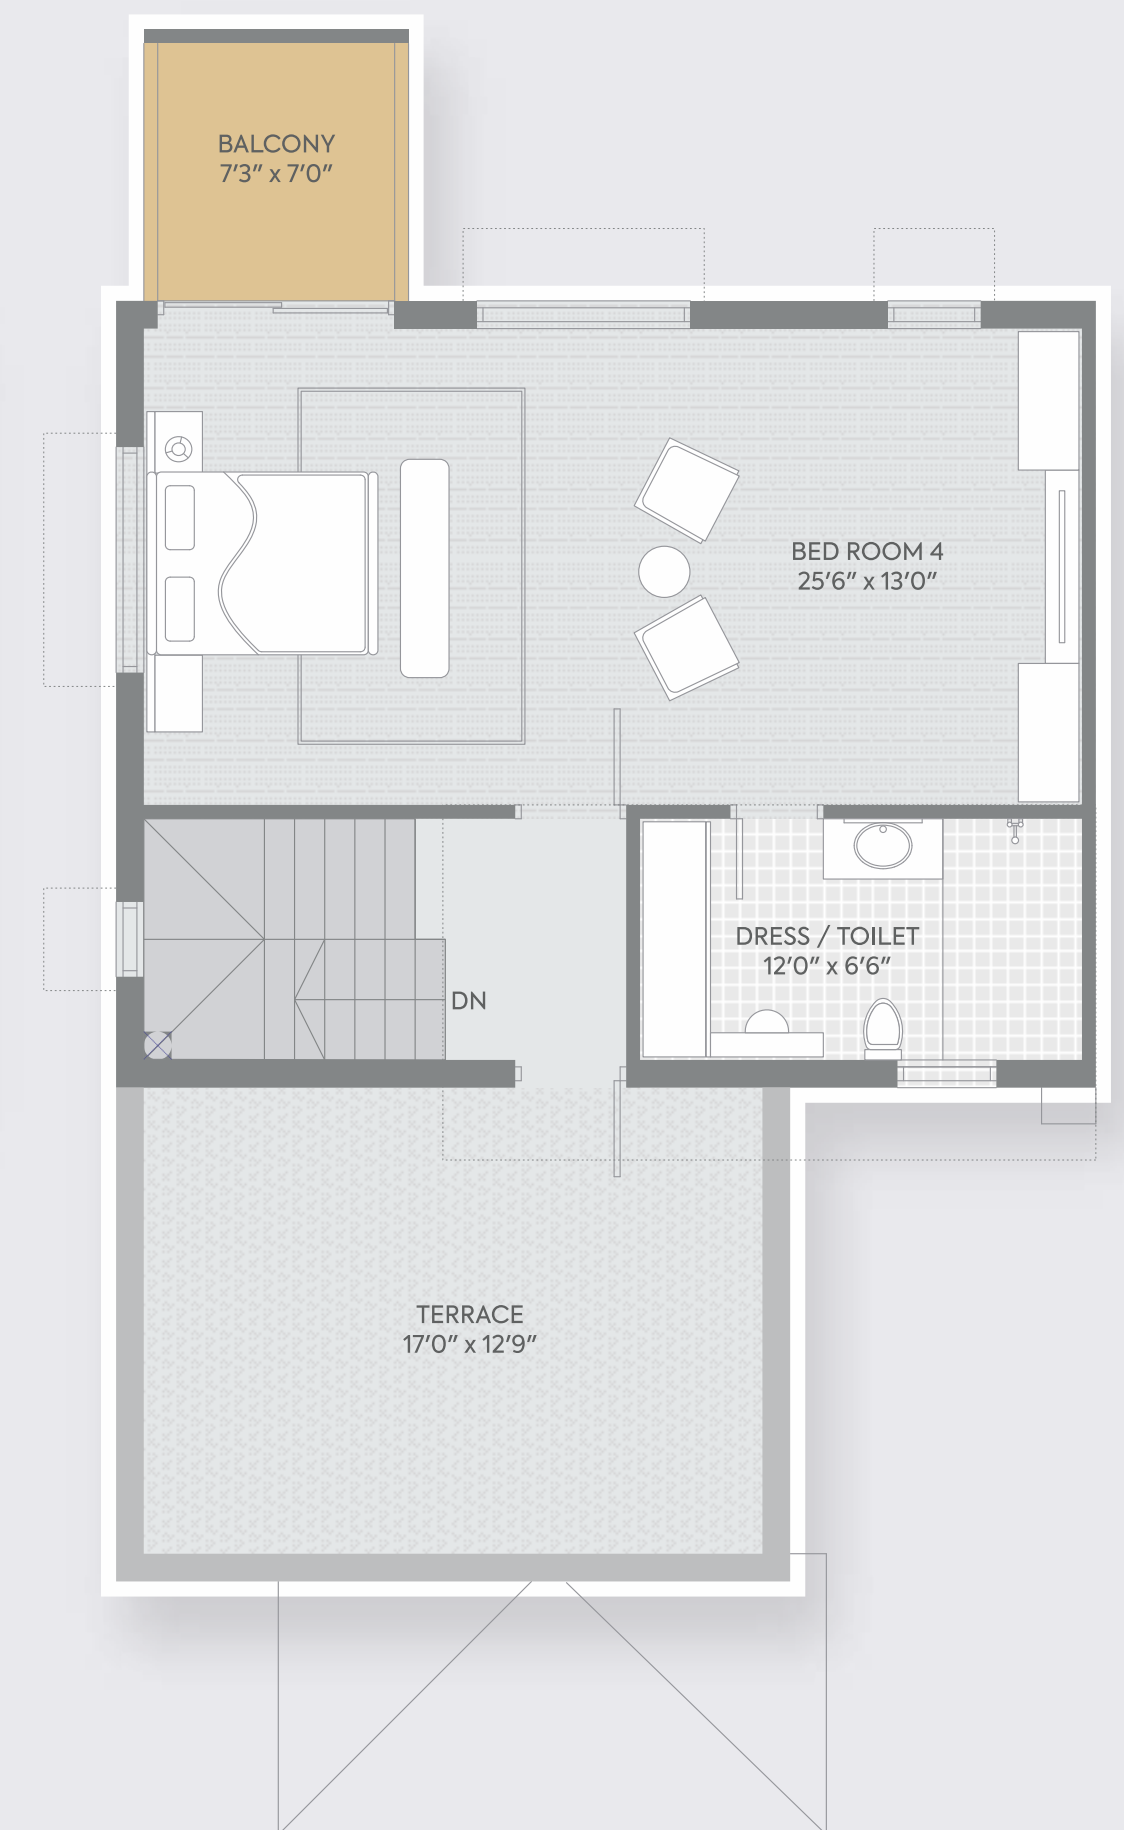 BALCONY
7'3" x 7'0"
BED ROOM 4
25'6" x 13'0"
DRESS / TOILET
12'0" x 6'6"
DN
TERRACE
17'0" x 12'9"